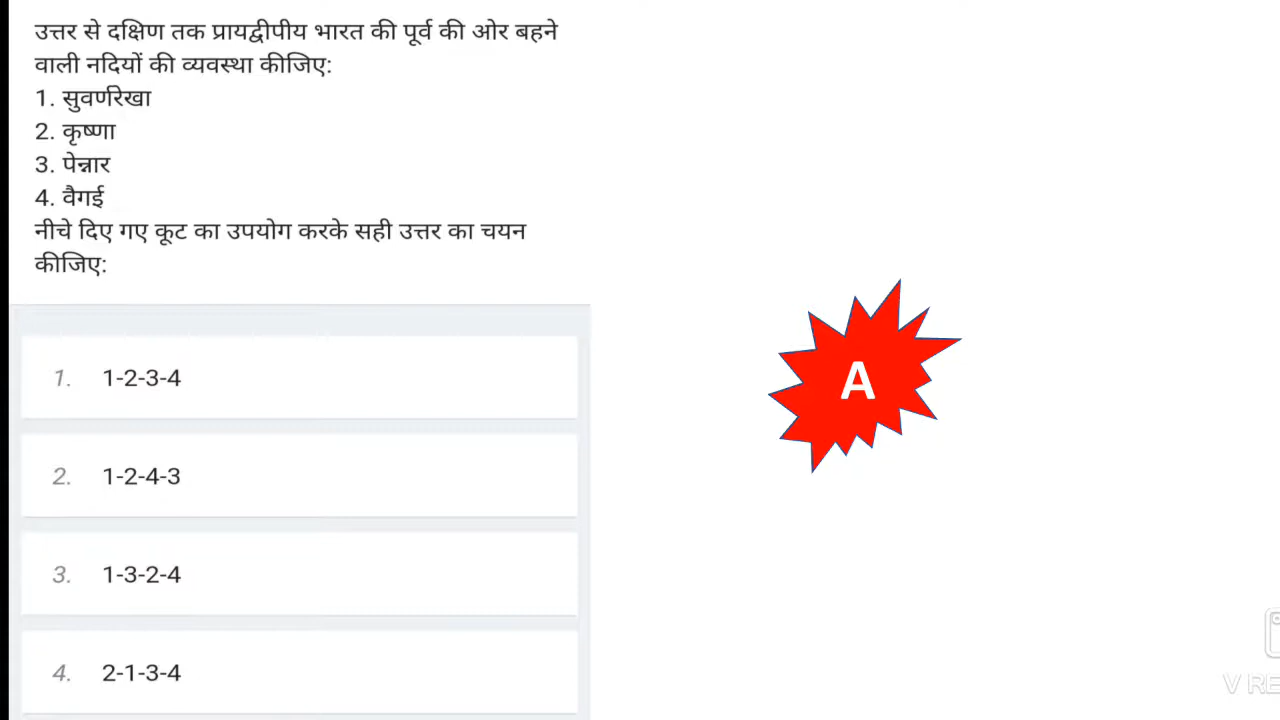 उत्तर से दक्षिण तक प्रायद्वीपीय भारत की पूर्व की ओर बहने
वाली नदियों की व्यवस्था कीजिए:
1. सुवर्णरेखा
2. कृष्णा
3. पेन्नार
4. वैगई
नीचे दिए गए कूट का उपयोग करके सही उत्तर का चयन
कीजिए:
1. 1-2-3-4
2. 1-2-4-3
3. 1-3-2-4
4. 2-1-3-4
A
V RE